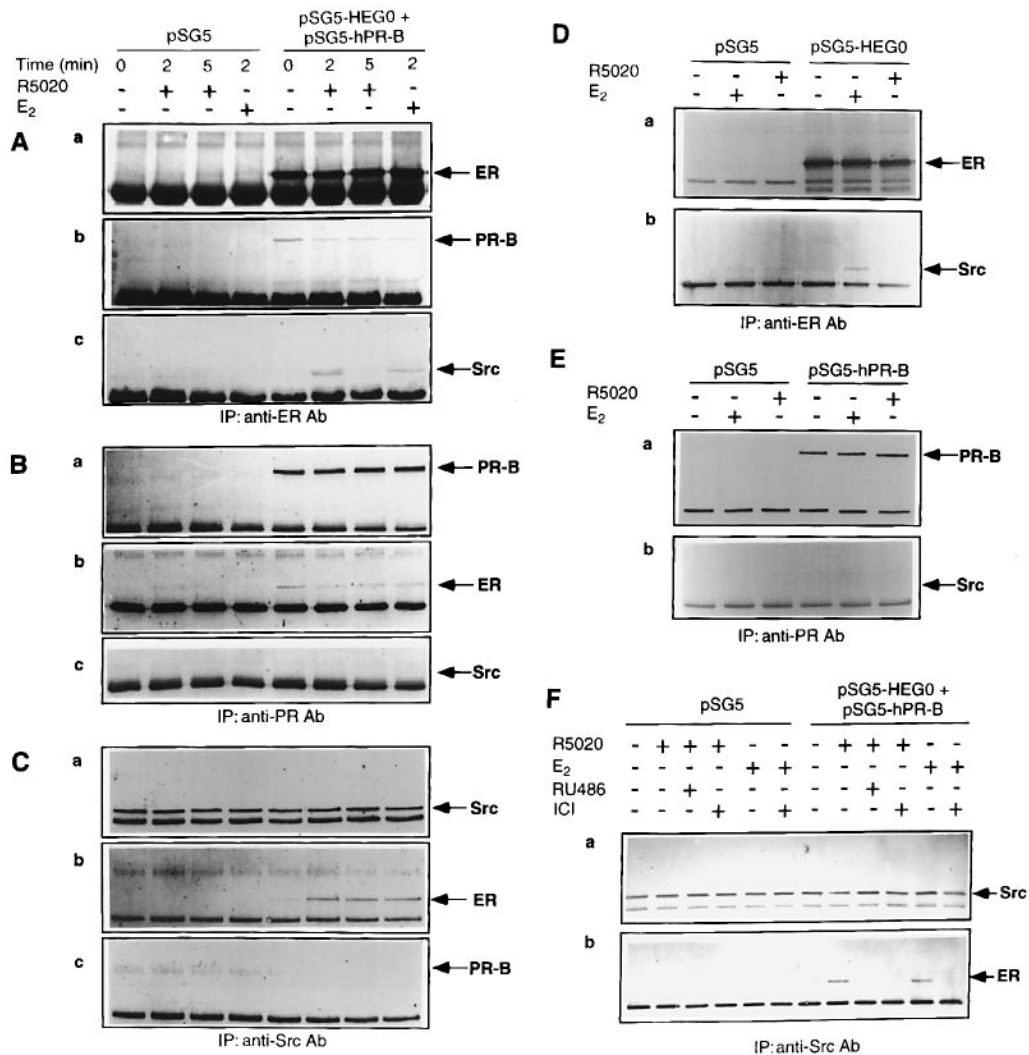 pSG5
pSG5-HEG0 +
pSG5-hPR-B
Time (min) 0 2 5 2 0 2 5 2
R5020 - + + - - + + -
E2 - - - + - - - +
A
a
ER
b
PR-B
c
Src
IP: anti-ER Ab
B
a
PR-B
b
ER
c
Src
IP: anti-PR Ab
C
a
Src
b
ER
c
PR-B
IP: anti-Src Ab
D
pSG5
pSG5-HEG0
R5020 - - + - - +
E2 - + - - + -
a
ER
b
Src
IP: anti-ER Ab
E
pSG5
pSG5-hPR-B
R5020 - - + - - +
E2 - + - - + -
a
PR-B
b
Src
IP: anti-PR Ab
F
pSG5
pSG5-HEG0 +
pSG5-hPR-B
R5020 - + + + - - - + + + - -
E2 - - - - + + - - - - + +
RU486 - - + - - - - - + - - -
ICI - - - + - + - - - + - +
a
Src
b
ER
IP: anti-Src Ab